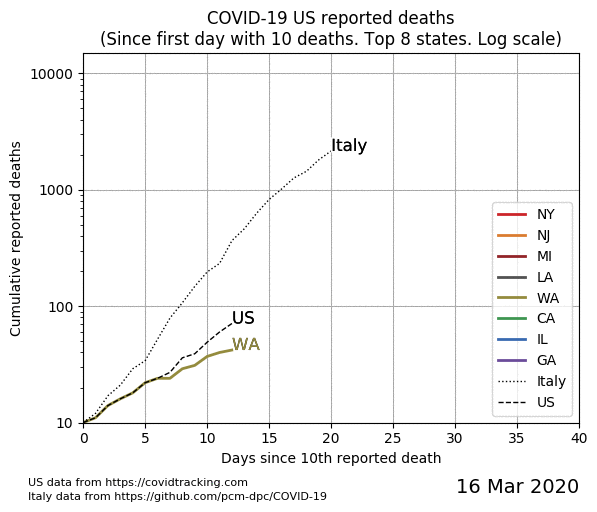 COVID-19 US reported deaths
(Since first day with 10 deaths. Top 8 states. Log scale)
Cumulative reported deaths
10000
1000
100
10
Italy
US
WA
NY
NJ
MI
LA
WA
CA
IL
GA
Italy
US
0 5 10 15 20 25 30 35 40
Days since 10th reported death
US data from https://covidtracking.com
Italy data from https://github.com/pcm-dpc/COVID-19
16 Mar 2020